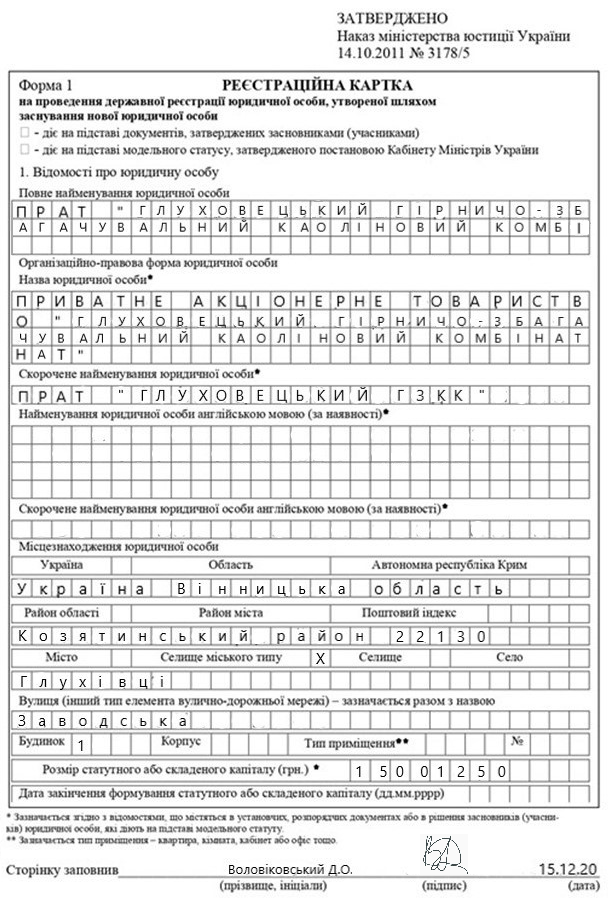 ЗАТВЕРДЖЕНО
Наказ міністерства юстиції України
14.10.2011 № 3178/5
Форма 1 РЕЄСТРАЦІЙНА КАРТКА
на проведення державної реєстрації юридичної особи, утвореної шляхом
заснування нової юридичної особи
☐ - діє на підставі документів, затверджених засновниками (учасниками)
☐ - діє на підставі модельного статусу, затвердженого постановою Кабінету Міністрів України
1. Відомості про юридичну особу
Повне найменування юридичної особи
ПРАТ "ГЛУХОВЕЦЬКИЙ ГІРНИЧО-ЗБ
АГАЧУВАЛЬНИЙ КАОЛІНОВИЙ КОМБІ
Організаційно-правова форма юридичної особи
Назва юридичної особи*
ПРИВАТНЕ АКЦІОНЕРНЕ ТОВАРИСТВ
О "ГЛУХОВЕЦЬКИЙ ГІРНИЧО-ЗБАГА
ЧУВАЛЬНИЙ КАОЛІНОВИЙ КОМБІНАТ
НАТ"
Скорочене найменування юридичної особи*
ПРАТ "ГЛУХОВЕЦЬКИЙ ГЗКК"
Найменування юридичної особи англійською мовою (за наявності)*
Скорочене найменування юридичної особи англійською мовою (за наявності)*
Місцезнаходження юридичної особи
Україна Область Автономна республіка Крим
Україна Вінницька область
Район області Район міста Поштовий індекс
Козятинський район 22130
Місто Селище міського типу X Селище Село
Глухівці
Вулиця (інший тип елемента вулично-дорожньої мережі) – зазначається разом з назвою
Заводська
Будинок 1 Корпус Тип приміщення** №
Розмір статутного або складеного капіталу (грн.) * 15001250
Дата закінчення формування статутного або складеного капіталу (дд.мм.рррр)
* Зазначається згідно з відомостями, що містяться в установчих, розпорядчих документах або в рішення засновників (учасни-
ків) юридичної особи, які діють на підставі модельного статуту.
** Зазначається тип приміщення – квартира, кімната, кабінет або офіс тощо.
Сторінку заповнив Воловіковський Д.О. 15.12.20
(прізвище, ініціали) (підпис) (дата)